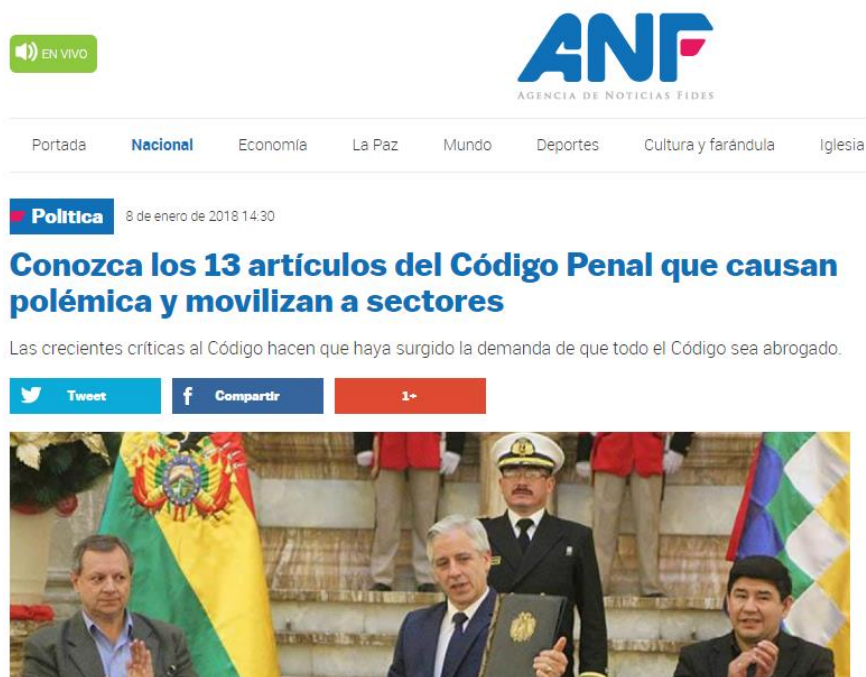 EN VIVO
ANF
AGENCIA DE NOTICIAS FIDES
Portada Nacional Economía La Paz Mundo Deportes Cultura y farándula Iglesia
Política 8 de enero de 2018 14:30
Conozca los 13 artículos del Código Penal que causan
polémica y movilizan a sectores
Las crecientes críticas al Código hacen que haya surgido la demanda de que todo el Código sea abrogado.
Tweet Compartir 1+